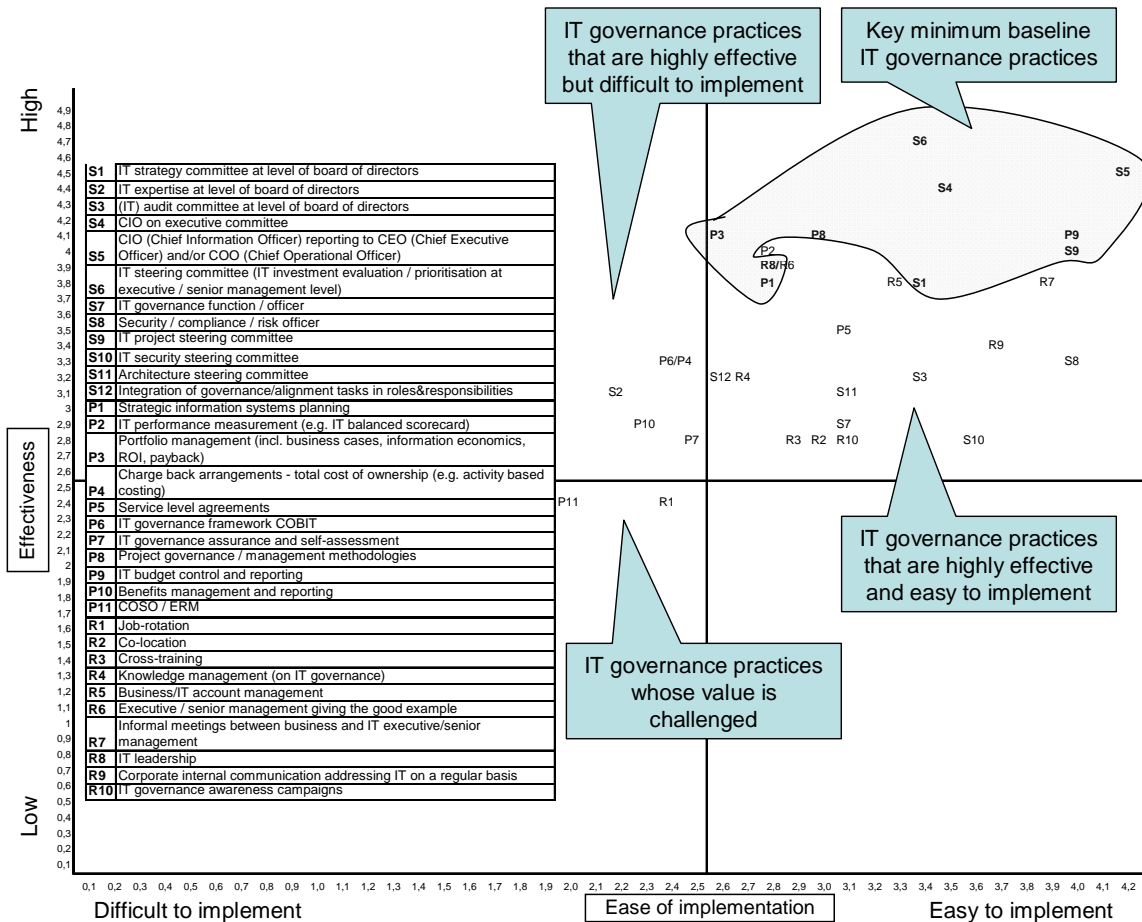 IT governance practices
that are highly effective
but difficult to implement
Key minimum baseline
IT governance practices
High
4,9
4,8
4,7
4,6
4,5
4,4
4,3
4,2
4,1
4
3,9
3,8
3,7
3,6
3,5
3,4
3,3
3,2
3,1
3
2,9
2,8
2,7
2,6
2,5
2,4
2,3
2,2
2,1
2
1,9
1,8
1,7
1,6
1,5
1,4
1,3
1,2
1,1
1
0,9
0,8
0,7
0,6
0,5
0,4
0,3
0,2
0,1
Effectiveness
Low
S1 IT strategy committee at level of board of directors
S2 IT expertise at level of board of directors
S3 (IT) audit committee at level of board of directors
S4 CIO on executive committee
CIO (Chief Information Officer) reporting to CEO (Chief Executive
S5 Officer) and/or COO (Chief Operational Officer)
IT steering committee (IT investment evaluation / prioritisation at
S6 executive / senior management level)
S7 IT governance function / officer
S8 Security / compliance / risk officer
S9 IT project steering committee
S10 IT security steering committee
S11 Architecture steering committee
S12 Integration of governance/alignment tasks in roles&responsibilities
P1 Strategic information systems planning
P2 IT performance measurement (e.g. IT balanced scorecard)
Portfolio management (incl. business cases, information economics,
P3 ROI, payback)
Charge back arrangements - total cost of ownership (e.g. activity based
P4 costing)
P5 Service level agreements
P6 IT governance framework COBIT
P7 IT governance assurance and self-assessment
P8 Project governance / management methodologies
P9 IT budget control and reporting
P10 Benefits management and reporting
P11 COSO / ERM
R1 Job-rotation
R2 Co-location
R3 Cross-training
R4 Knowledge management (on IT governance)
R5 Business/IT account management
R6 Executive / senior management giving the good example
Informal meetings between business and IT executive/senior
R7 management
R8 IT leadership
R9 Corporate internal communication addressing IT on a regular basis
R10 IT governance awareness campaigns
S6
S5
S4
P3 P8 P9
P2 S9
R8/R6
P1 R5 S1 R7
P5
R9
P6/P4 S8
S12 R4 S3
S2 S11
P10 S7
P7 R3 R2 R10 S10
P11 R1
IT governance practices
that are highly effective
and easy to implement
IT governance practices
whose value is
challenged
0,1 0,2 0,3 0,4 0,5 0,6 0,7 0,8 0,9 1,0 1,1 1,2 1,3 1,4 1,5 1,6 1,7 1,8 1,9 2,0 2,1 2,2 2,3 2,4 2,5 2,6 2,7 2,8 2,9 3,0 3,1 3,2 3,3 3,4 3,5 3,6 3,7 3,8 3,9 4,0 4,1 4,2
Difficult to implement Ease of implementation Easy to implement